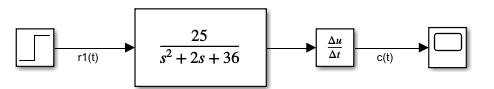 r1(t)
25
s² + 2s + 36
Δu
Δt
c(t)